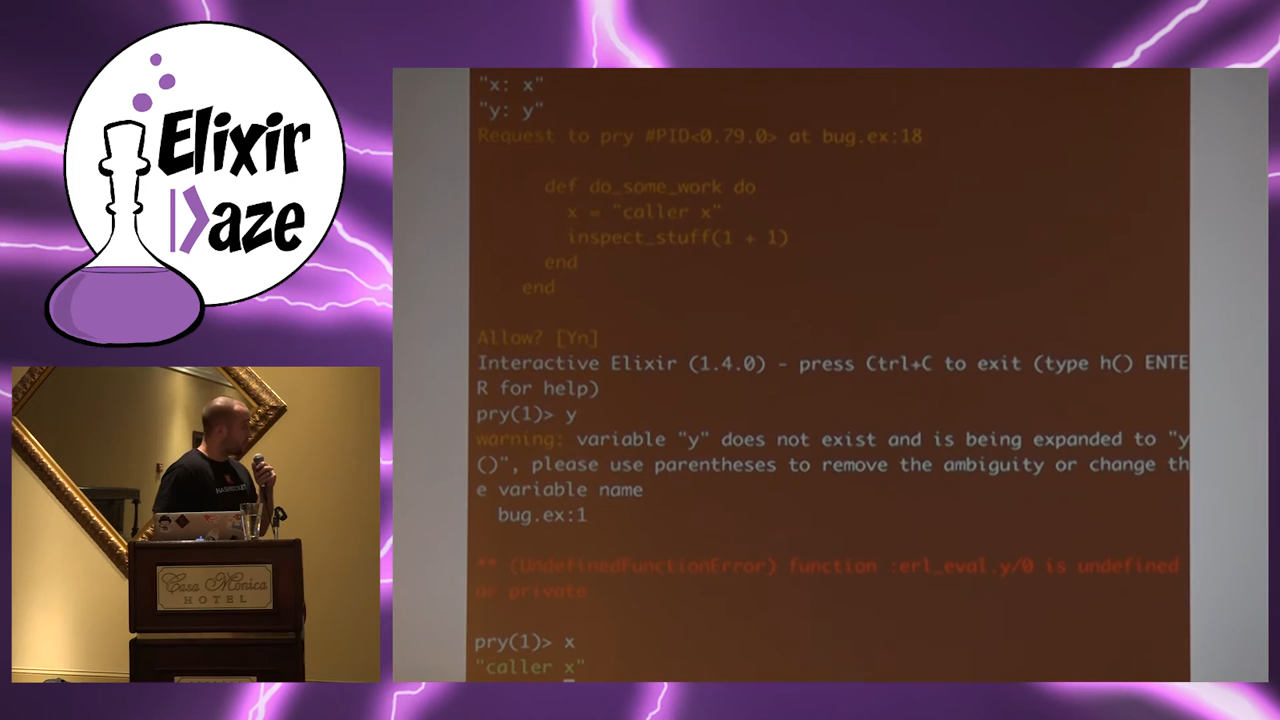 Elixir
Daze
HASHROCKET
Casa Monica
HOTEL
"x: x"
"y: y"
Request to pry #PID<0.79.0> at bug.ex:18
def do_some_work do
x = "caller x"
inspect_stuff(1 + 1)
end
end
Allow? [Yn]
Interactive Elixir (1.4.0) - press Ctrl+C to exit (type h() ENTE
R for help)
pry(1)> y
warning: variable "y" does not exist and is being expanded to "y
()", please use parentheses to remove the ambiguity or change th
e variable name
bug.ex:1
** (UndefinedFunctionError) function :erl_eval.y/0 is undefined
or private
pry(1)> x
"caller x"